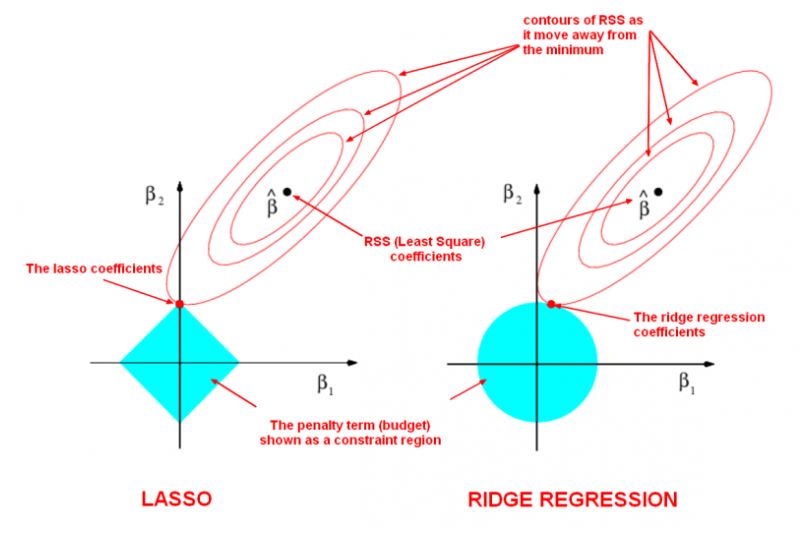 contours of RSS as
it move away from
the minimum
β₂
β̂
β₂
β̂
RSS (Least Square)
coefficients
The lasso coefficients
The ridge regression
coefficients
β₁
β₁
The penalty term (budget)
shown as a constraint region
LASSO
RIDGE REGRESSION